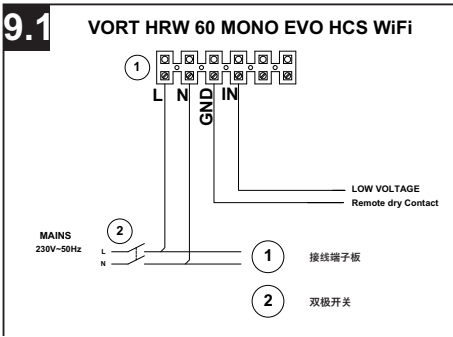 9.1 VORT HRW 60 MONO EVO HCS WiFi
1
L N GND IN
LOW VOLTAGE
Remote dry Contact
MAINS
230V~50Hz
2
L
N
1 接线端子板
2 双极开关